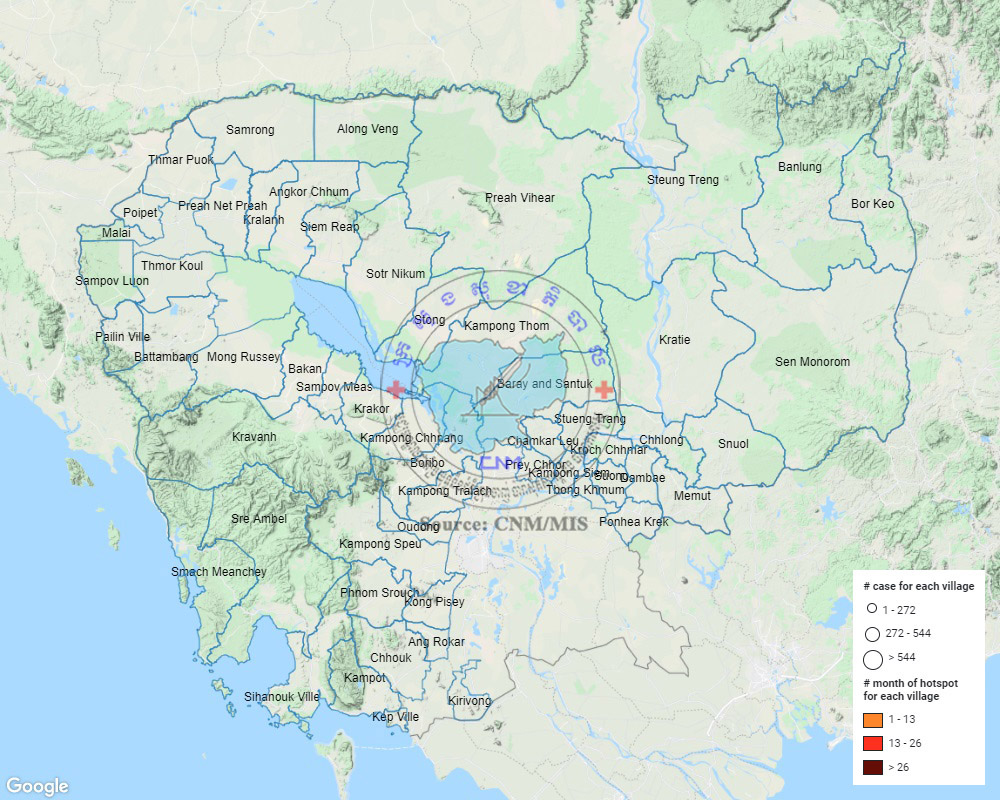 Samrong
Along Veng
Thmar Puok
Banlung
Steung Treng
Angkor Chhum
Preah Vihear
Preah Net Preah
Bor Keo
Poipet
Kralanh
Siem Reap
Malai
Thmor Koul
Sotr Nikum
Sampov Luon
Stong
Kampong Thom
Pailin Ville
Kratie
Battambang
Mong Russey
Sen Monorom
Bakan
Sampov Meas
Baray and Santuk
Krakor
Stueng Trang
Kravanh
Kampong Chhnang
Chamkar Leu
Chhlong
Snuol
Kroch Chhmar
Boribo
CNM
Prey Chhor
Kampong Siem
Suong
Dambae
Kampong Tralach
Thong Khmum
Memut
Sre Ambel
Oudong
Source: CNM/MIS
Ponhea Krek
Kampong Speu
Smach Meanchey
Phnom Srouch
Kong Pisey
Ang Rokar
Chhouk
Kampot
Sihanouk Ville
Kirivong
Kep Ville
# case for each village
1 - 272
272 - 544
> 544
# month of hotspot
for each village
1 - 13
13 - 26
> 26
Google